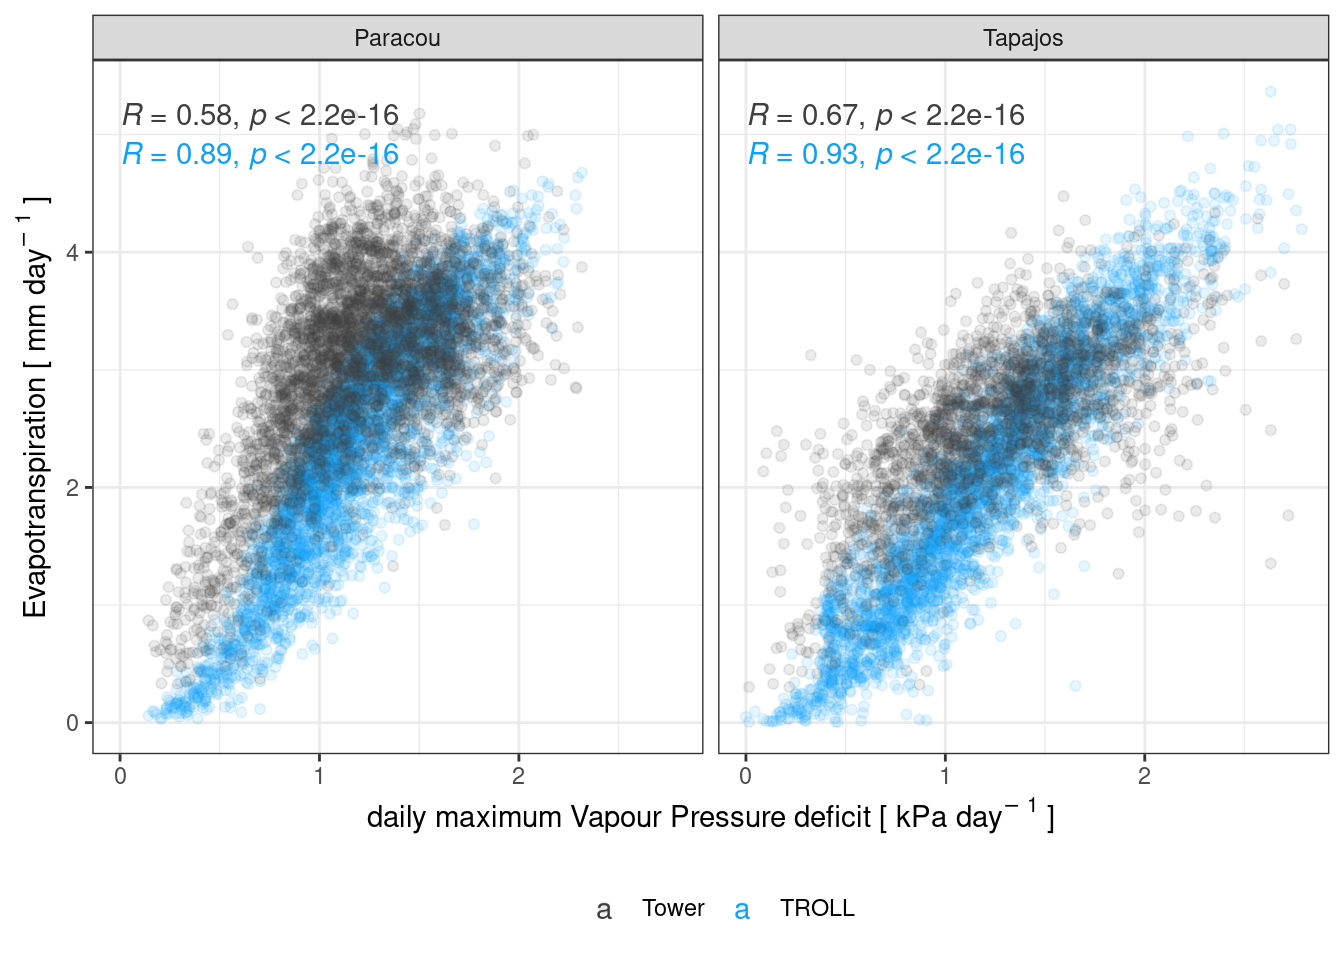 Paracou
Tapajos
R = 0.58, p < 2.2e-16
R = 0.89, p < 2.2e-16
R = 0.67, p < 2.2e-16
R = 0.93, p < 2.2e-16
Evapotranspiration [ mm day⁻¹ ]
4
2
0
0 1 2
0 1 2
daily maximum Vapour Pressure deficit [ kPa day⁻¹ ]
a Tower a TROLL